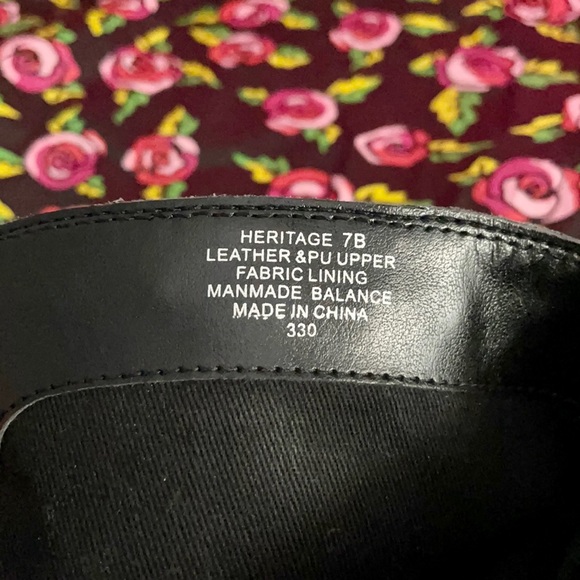 HERITAGE 7B
LEATHER &PU UPPER
FABRIC LINING
MANMADE BALANCE
MADE IN CHINA
330